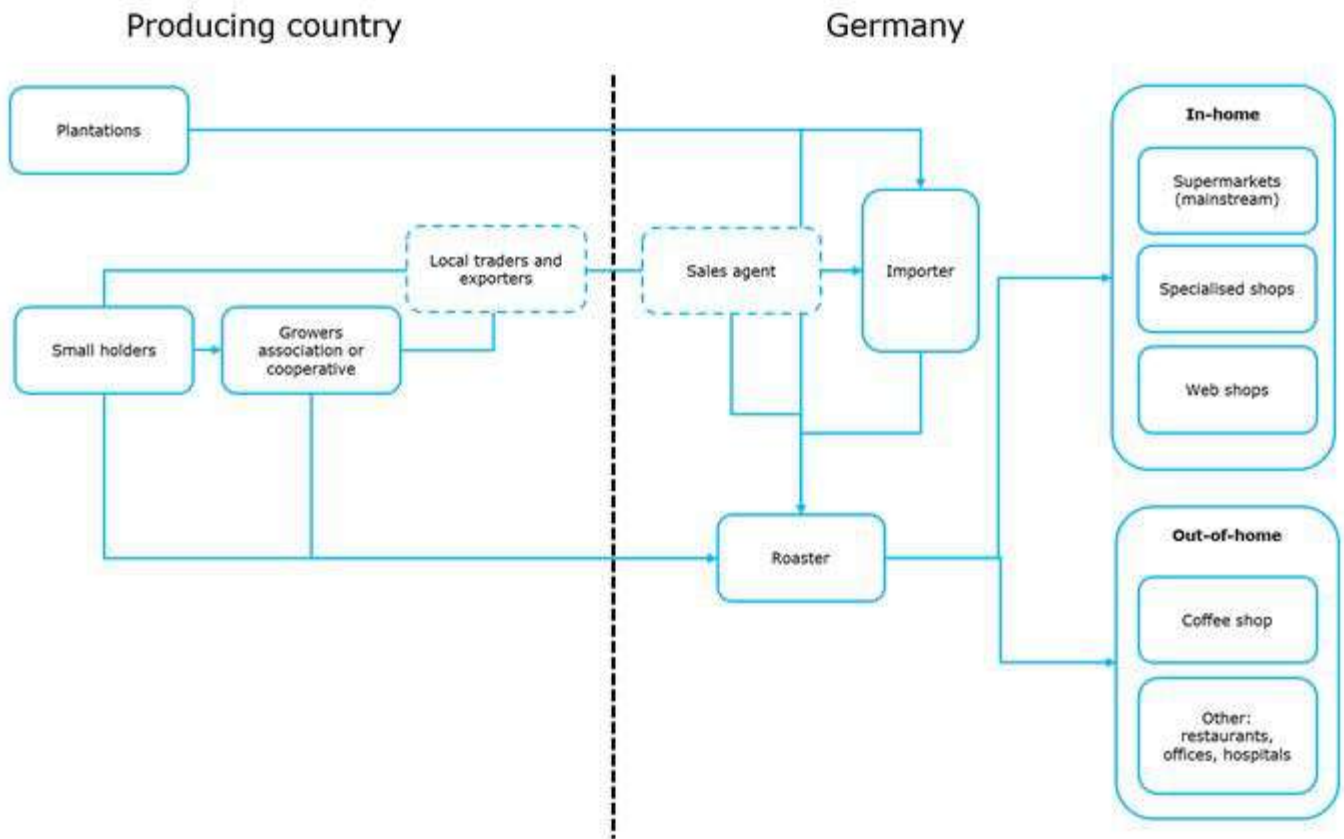 Producing country
Germany
Plantations
Local traders and
exporters
Small holders
Growers
association or
cooperative
Sales agent
Importer
Roaster
In-home
Supermarkets
(mainstream)
Specialised shops
Web shops
Out-of-home
Coffee shop
Other:
restaurants,
offices, hospitals